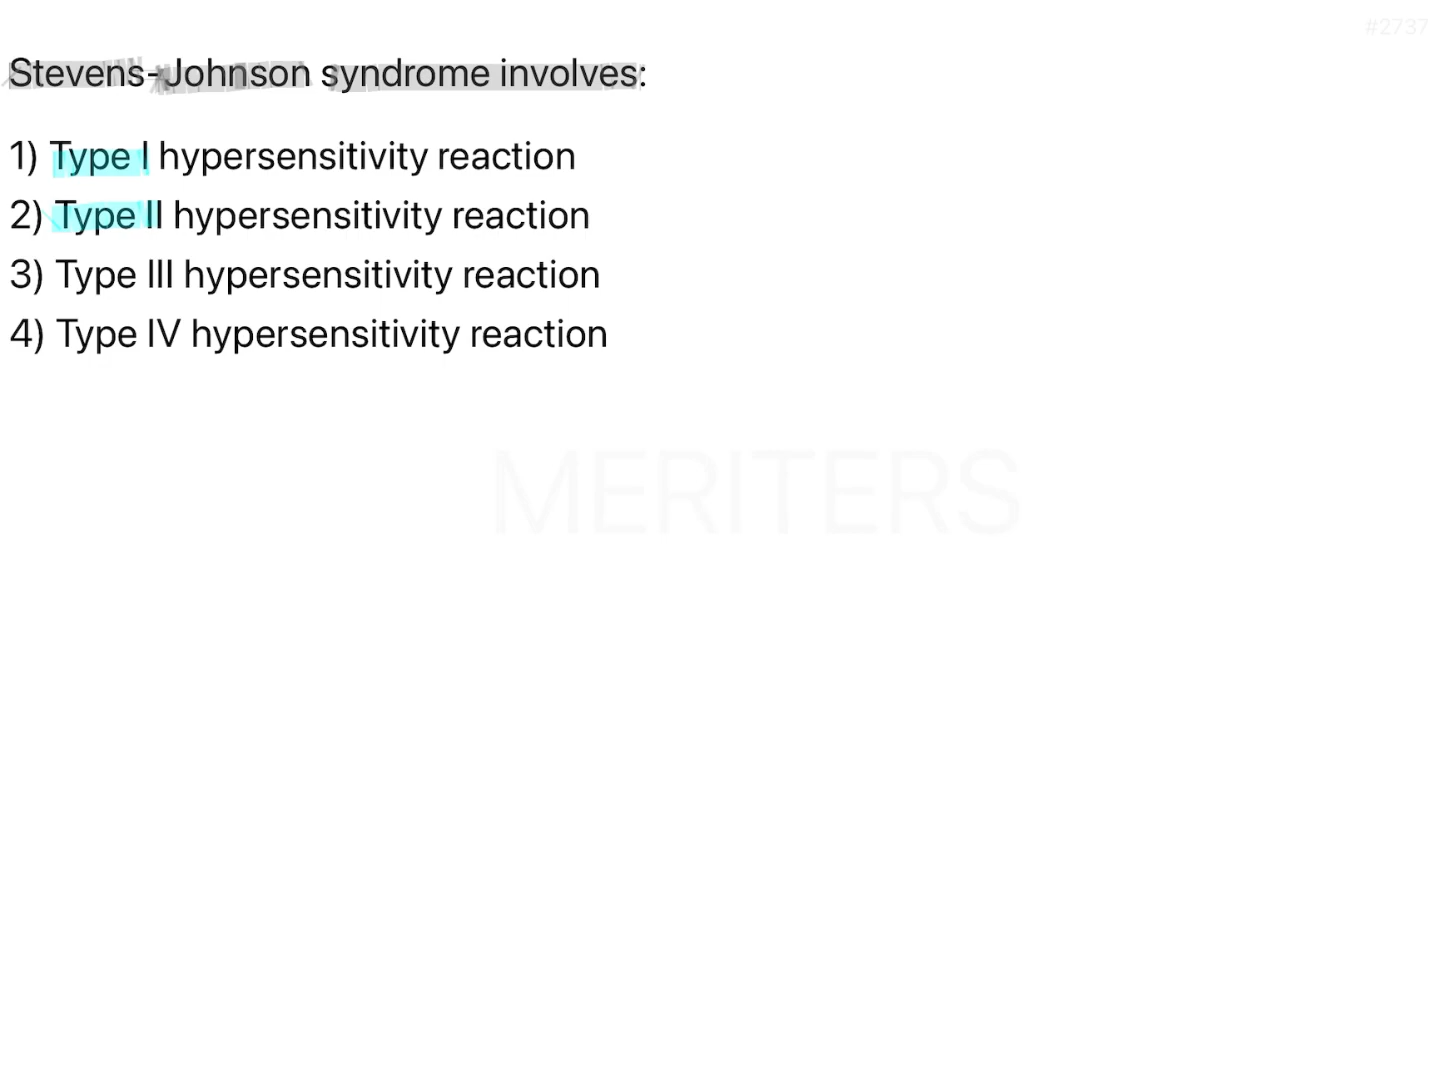 #2737
Stevens-Johnson syndrome involves:
1) Type I hypersensitivity reaction
2) Type II hypersensitivity reaction
3) Type III hypersensitivity reaction
4) Type IV hypersensitivity reaction
MERITERS